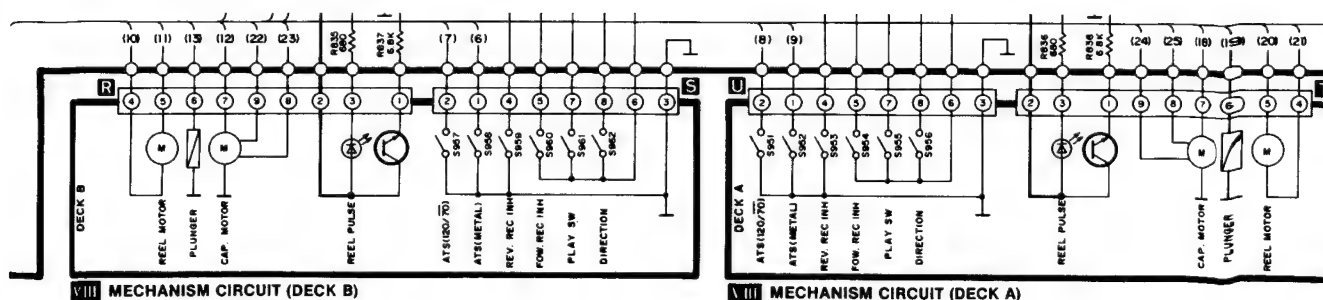 (10) (11) (13) (12) (22) (23) R835 680 R837 6.8K (7) (6) (8) (9) R836 680 R838 6.8K (24) (25) (18) (20) (21)
R S U
4 5 6 7 9 8 2 3 1 2 1 4 5 7 8 6 3 2 1 4 5 7 8 6 3 2 3 1 9 8 7 6 5 4
M M S957 S958 S959 S960 S961 S962 S951 S952 S953 S954 S955 S956 M M
DECK B
REEL MOTOR
PLUNGER
CAP. MOTOR
REEL PULSE
ATS(120/70)
ATS(METAL)
REV. REC INH
FOW. REC INH
PLAY SW
DIRECTION
DECK A
ATS(120/70)
ATS(METAL)
REV. REC INH
FOW. REC INH
PLAY SW
DIRECTION
REEL PULSE
CAP. MOTOR
PLUNGER
REEL MOTOR
VIII MECHANISM CIRCUIT (DECK B)
VIII MECHANISM CIRCUIT (DECK A)